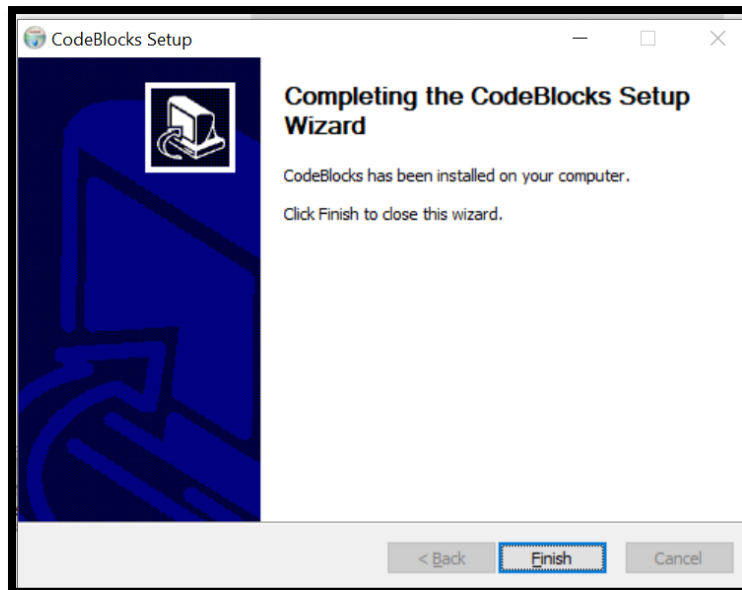 CodeBlocks Setup
Completing the CodeBlocks Setup
Wizard
CodeBlocks has been installed on your computer.
Click Finish to close this wizard.
< Back
Finish
Cancel